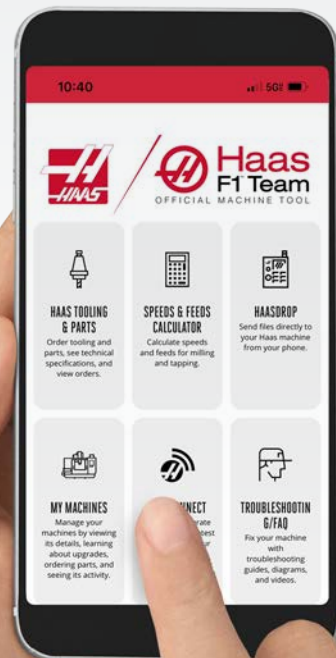 10:40 5G
HAAS
Haas
F1 Team
OFFICIAL MACHINE TOOL
HAAS TOOLING
& PARTS
Order tooling and
parts, see technical
specifications, and
view orders.
SPEEDS & FEEDS
CALCULATOR
Calculate speeds
and feeds for milling
and tapping.
HAASDROP
Send files directly to
your Haas machine
from your phone.
MY MACHINES
Manage your
machines by viewing
its details, learning
about upgrades,
ordering parts, and
seeing its activity.
TROUBLESHOOTIN
G/FAQ
Fix your machine
with
troubleshooting
guides, diagrams,
and videos.